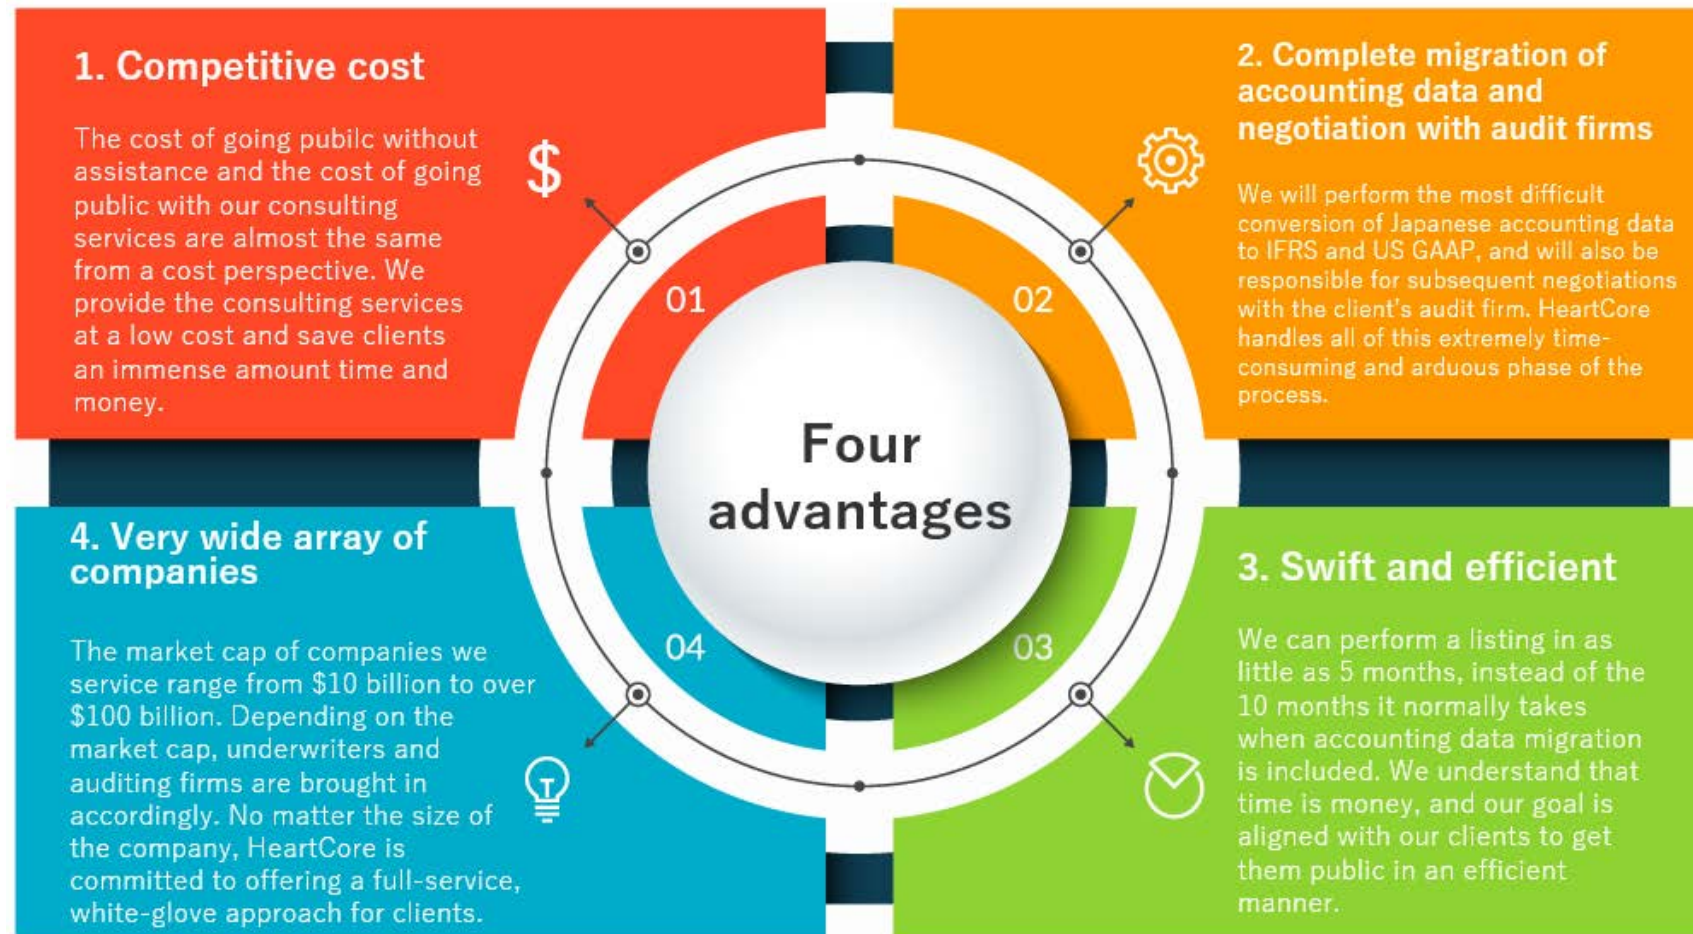 1. Competitive cost
The cost of going pubilc without
assistance and the cost of going
public with our consulting
services are almost the same
from a cost perspective. We
provide the consulting services
at a low cost and save clients
an immense amount time and
money.
$
01
2. Complete migration of
accounting data and
negotiation with audit firms
We will perform the most difficult
conversion of Japanese accounting data
to IFRS and US GAAP, and will also be
responsible for subsequent negotiations
with the client's audit firm. HeartCore
handles all of this extremely time-
consuming and arduous phase of the
process.
02
Four
advantages
3. Swift and efficient
We can perform a listing in as
little as 5 months, instead of the
10 months it normally takes
when accounting data migration
is included. We understand that
time is money, and our goal is
aligned with our clients to get
them public in an efficient
manner.
03
4. Very wide array of
companies
The market cap of companies we
service range from $10 billion to over
$100 billion. Depending on the
market cap, underwriters and
auditing firms are brought in
accordingly. No matter the size of
the company, HeartCore is
committed to offering a full-service,
white-glove approach for clients.
04